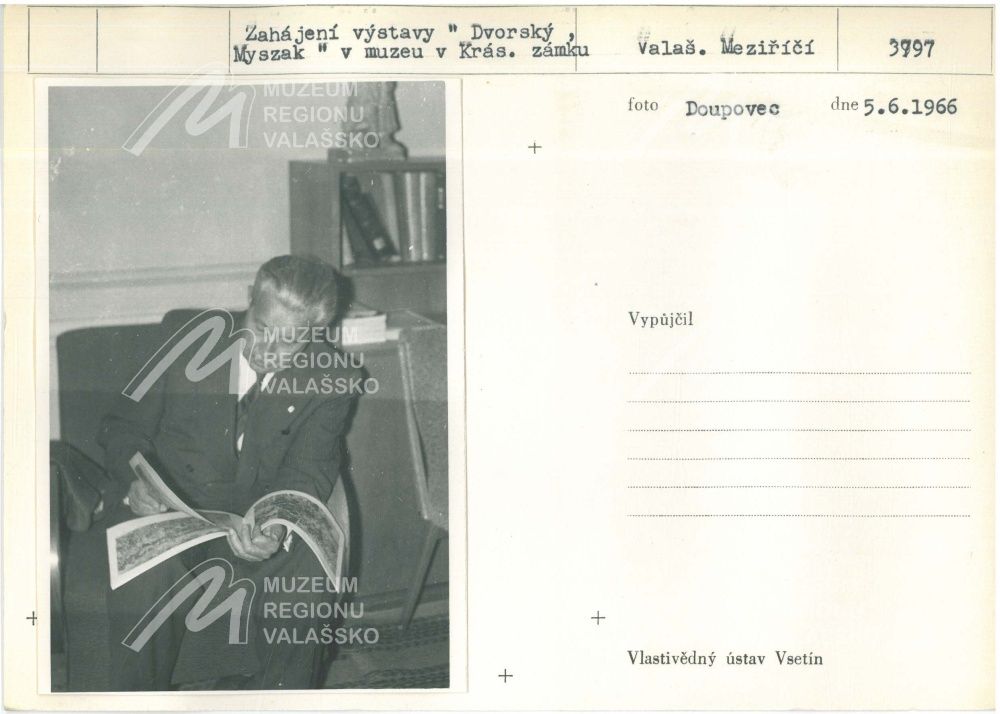 Zahájení výstavy " Dvorský ,
Myszak " v muzeu v Krás. zámku
Valaš. Meziříčí
3797
foto Doupovec dne 5.6.1966
MUZEUM
REGIONU
VALAŠSKO
MUZEUM
REGIONU
VALAŠSKO
MUZEUM
REGIONU
VALAŠSKO
Vypůjčil
Vlastivědný ústav Vsetín